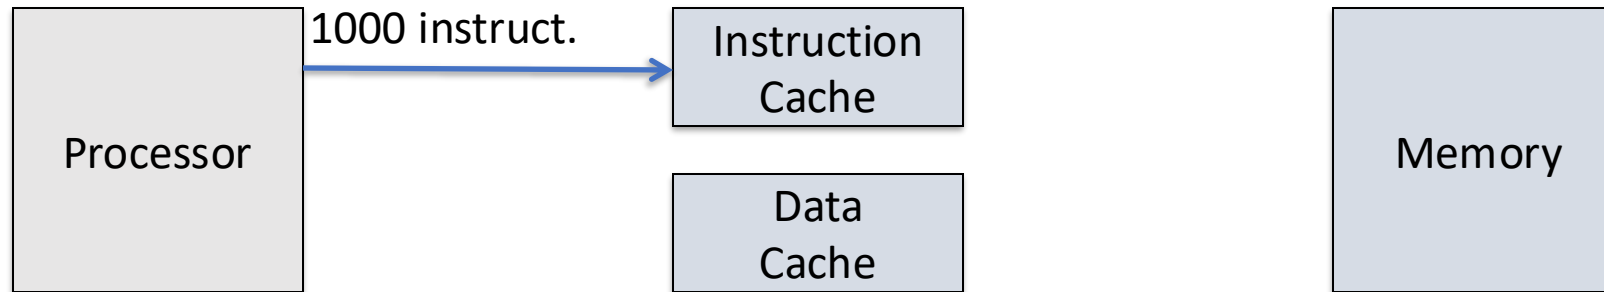 1000 instruct.
Instruction
Cache
Processor
Memory
Data
Cache